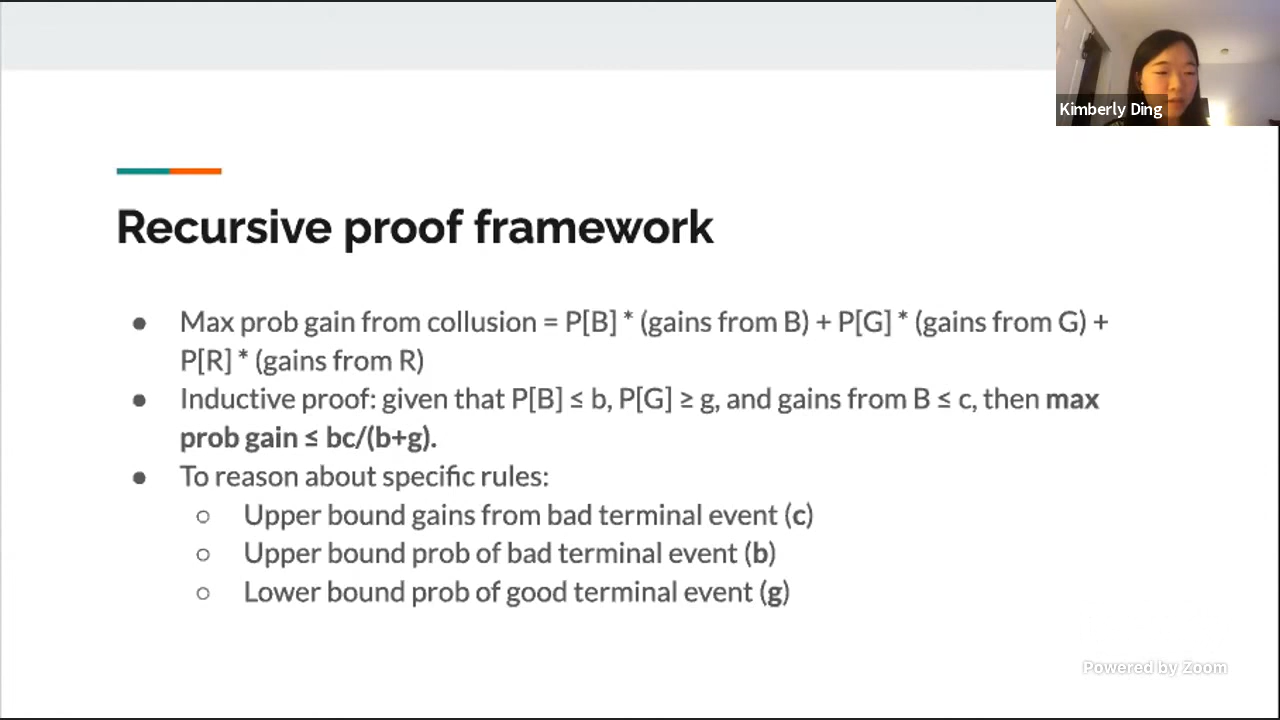 Kimberly Ding
Recursive proof framework
● Max prob gain from collusion = P[B] * (gains from B) + P[G] * (gains from G) +
P[R] * (gains from R)
● Inductive proof: given that P[B] ≤ b, P[G] ≥ g, and gains from B ≤ c, then max
prob gain ≤ bc/(b+g).
● To reason about specific rules:
○ Upper bound gains from bad terminal event (c)
○ Upper bound prob of bad terminal event (b)
○ Lower bound prob of good terminal event (g)
Powered by Zoom